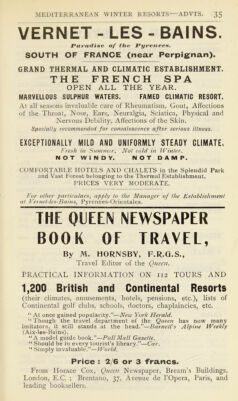 MEDITERRANEAN WINTER RESORTS—ADVTS. 35
VERNET - LES - BAINS.
Paradise of the Pyrenees.
SOUTH OF FRANCE (near Perpignan).
GRAND THERMAL AND CLIMATIC ESTABLISHMENT.
THE FRENCH SPA
OPEN ALL THE YEAR.
MARVELLOUS SULPHUR WATERS. FAMED CLIMATIC RESORT.
At all seasons invaluable care of Rheumatism, Gout, Affections
of the Throat, Nose, Ears, Neuralgia, Sciatica, Physical and
Nervous Debility, Affections of the Skin.
Specially recommended for convalescence after serious illness.
EXCEPTIONALLY MILD AND UNIFORMLY STEADY CLIMATE.
Fresh in Summer. Not cold in Winter.
NOT WINDY. NOT DAMP.
COMFORTABLE HOTELS AND CHALETS in the Splendid Park
and Vast Forest belonging to the Thermal Establishment.
PRICES VERY MODERATE.
For other particulars, apply to the Manager of the Establishment
at Vernet-les-Bains, Pyrénées-Orientales.
THE QUEEN NEWSPAPER
BOOK OF TRAVEL,
By M. HORNSBY, F.R.G.S.,
Travel Editor of the Queen.
PRACTICAL INFORMATION ON 112 TOURS AND
1,200 British and Continental Resorts
(their climates, amusements, hotels, pensions, etc.), lists of
Continental golf clubs, schools, doctors, chaplaincies, etc.
"At once gained popularity."—New York Herald.
"Though the travel department of the Queen has now many
imitators, it still stands at the head."—Burnett's Alpine Weekly
(Aix-les-Bains).
"A model guide book."—Pall Mall Gazette.
"Should be in every tourist's library."—Car.
"Simply invaluable."—World.
Price: 2/6 or 3 francs.
From Horace Cox, Queen Newspaper, Bream's Buildings,
London, E.C.; Brentano, 37, Avenue de l'Opera, Paris, and
leading booksellers.